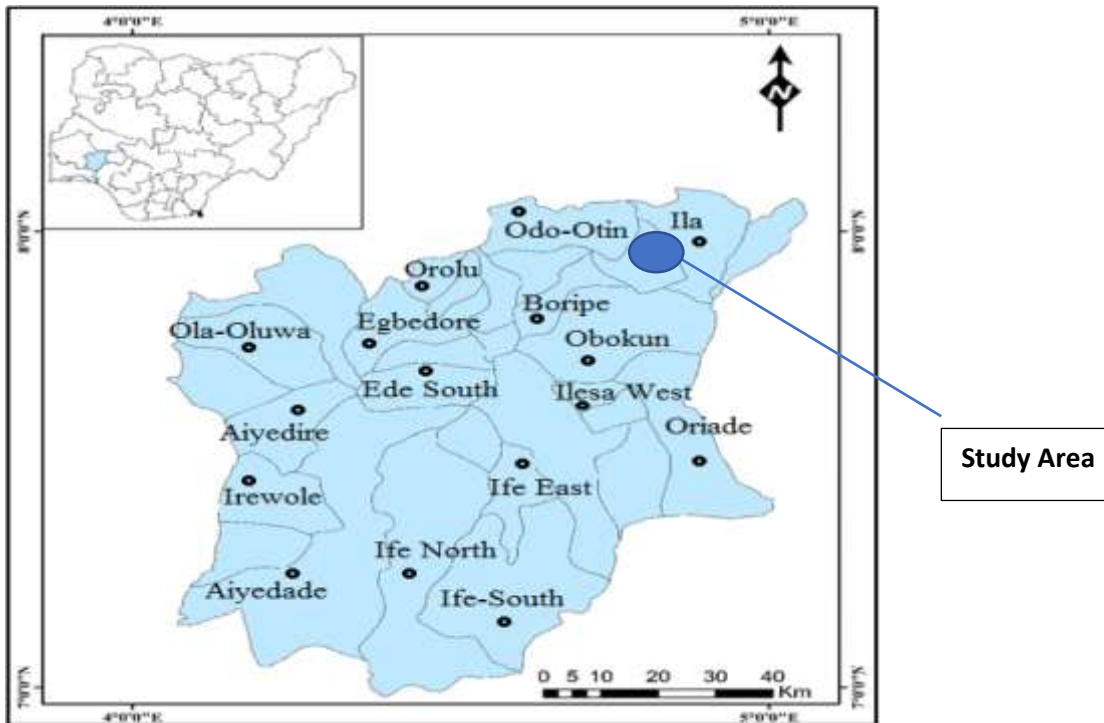 4°0'0"E 5°0'0"E
N
8°0'0"N 8°0'0"N
Odo-Otin Ila
Orolu
Boripe
Egbedore
Ola-Oluwa
Obokun
Ede South
Ilesa West
Aiyedire
Oriade
Study Area
Ife East
Irewole
Ife North
Aiyedade
Ife-South
0 5 10 20 30 40
Km
7°0'0"N 7°0'0"N
4°0'0"E 5°0'0"E